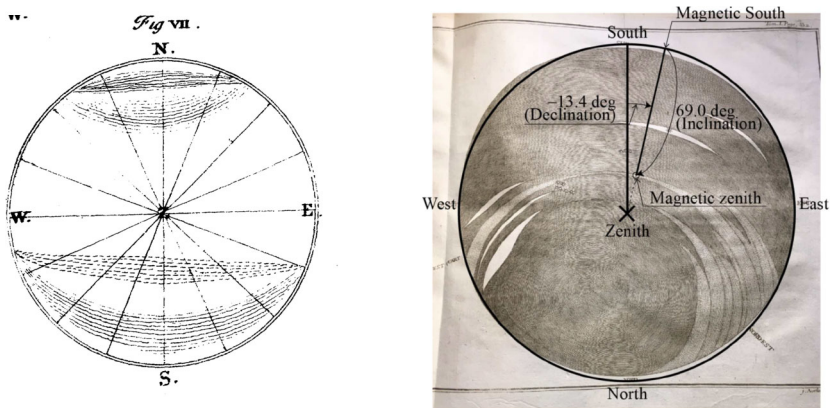 W.
Fig VII.
N.
W.
Z
E
S.
Magnetic South
South
−13.4 deg
(Declination)
69.0 deg
(Inclination)
West
Magnetic zenith
East
Zenith
North